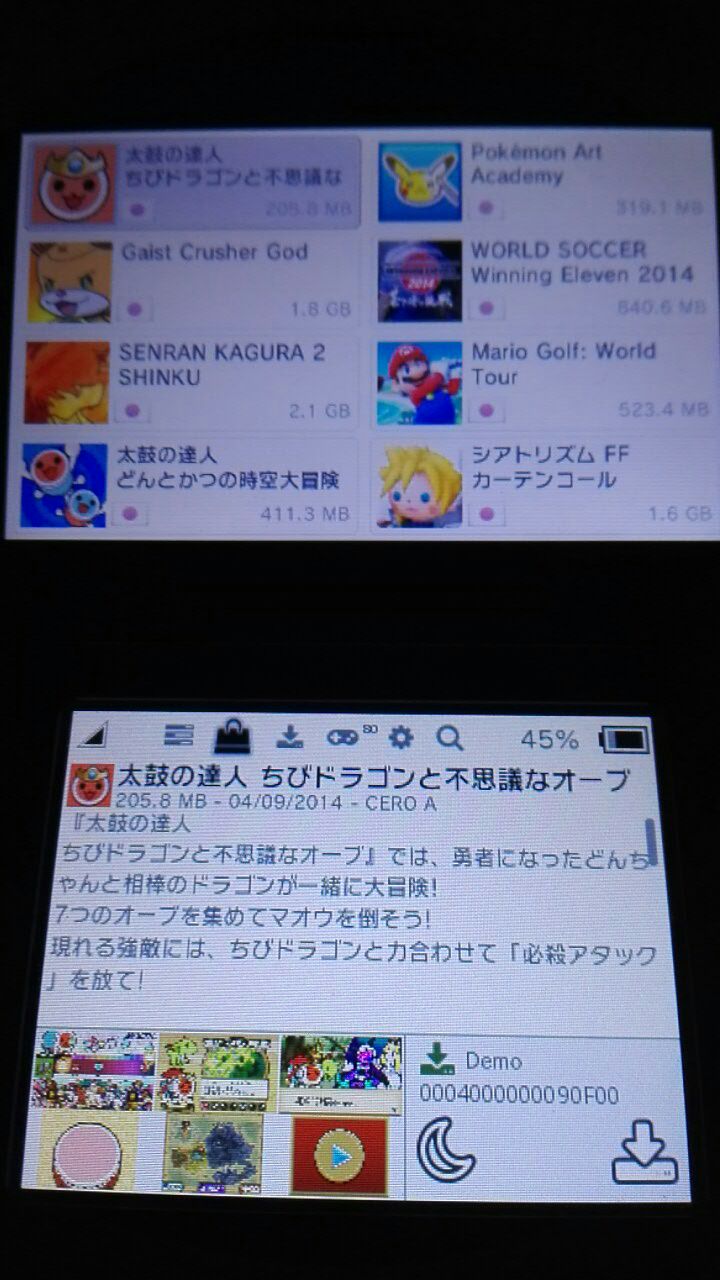 太鼓の達人
ちびドラゴンと不思議な
205.8 MB
Pokémon Art
Academy
319.1 MB
Gaist Crusher God
1.8 GB
WORLD SOCCER
Winning Eleven 2014
2014
640.6 MB
SENRAN KAGURA 2
SHINKU
2.1 GB
Mario Golf: World
Tour
523.4 MB
太鼓の達人
どんとかつの時空大冒険
411.3 MB
シアトリズム FF
カーテンコール
1.6 GB
SD
45%
太鼓の達人 ちびドラゴンと不思議なオーブ
205.8 MB - 04/09/2014 - CERO A
『太鼓の達人
ちびドラゴンと不思議なオーブ』では、勇者になったどんち
ゃんと相棒のドラゴンが一緒に大冒険!
7つのオーブを集めてマオウを倒そう!
現れる強敵には、ちびドラゴンと力合わせて「必殺アタック
」を放て!
Demo
0004000000090F00